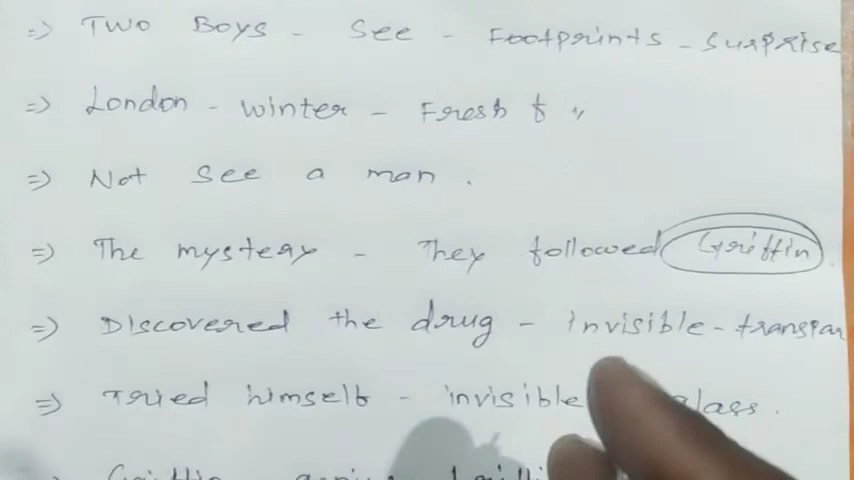 => Two Boys - See - Footprints - Surprise
=> London - winter - Fresh f "
=> Not see a man.
=> The mystery - They followed Griffin.
=> Discovered the drug - invisible - transpar
=> Tried himself - invisible glass.